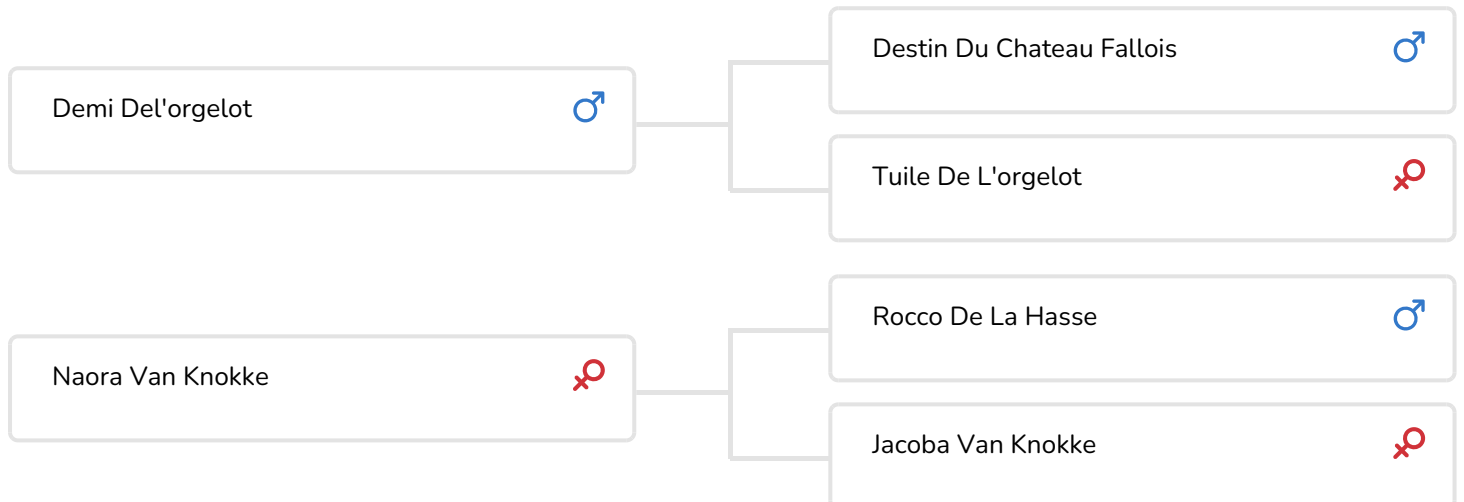 Destin Du Chateau Fallois
Demi Del'orgelot
Tuile De L'orgelot
Rocco De La Hasse
Naora Van Knokke
Jacoba Van Knokke